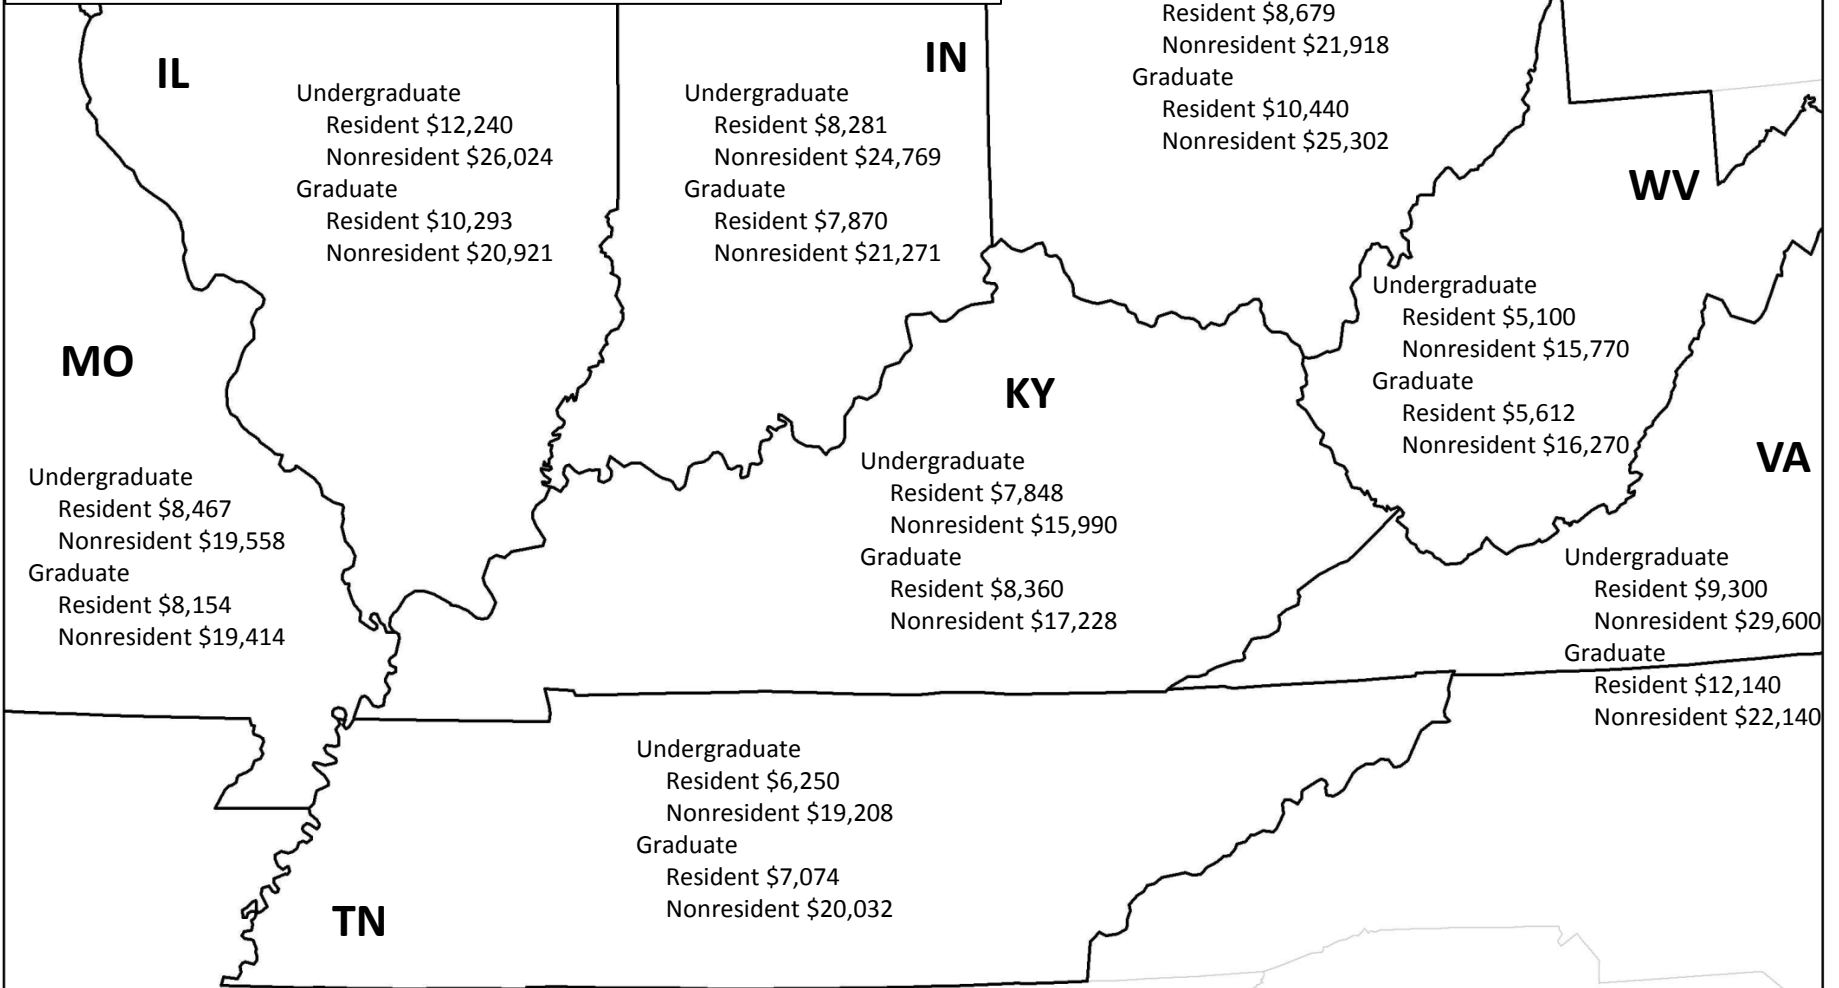 Resident $8,679
Nonresident $21,918
Graduate
Resident $10,440
Nonresident $25,302
IL
Undergraduate
Resident $12,240
Nonresident $26,024
Graduate
Resident $10,293
Nonresident $20,921
IN
Undergraduate
Resident $8,281
Nonresident $24,769
Graduate
Resident $7,870
Nonresident $21,271
WV
Undergraduate
Resident $5,100
Nonresident $15,770
Graduate
Resident $5,612
Nonresident $16,270
MO
Undergraduate
Resident $8,467
Nonresident $19,558
Graduate
Resident $8,154
Nonresident $19,414
KY
Undergraduate
Resident $7,848
Nonresident $15,990
Graduate
Resident $8,360
Nonresident $17,228
VA
Undergraduate
Resident $9,300
Nonresident $29,600
Graduate
Resident $12,140
Nonresident $22,140
Undergraduate
Resident $6,250
Nonresident $19,208
Graduate
Resident $7,074
Nonresident $20,032
TN